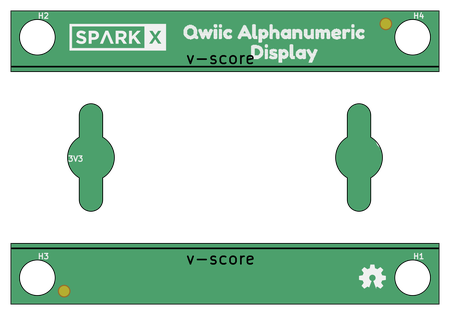 H2
H4
SPARK X
Qwiic Alphanumeric
Display
v-score
3V3
v-score
H3
H1